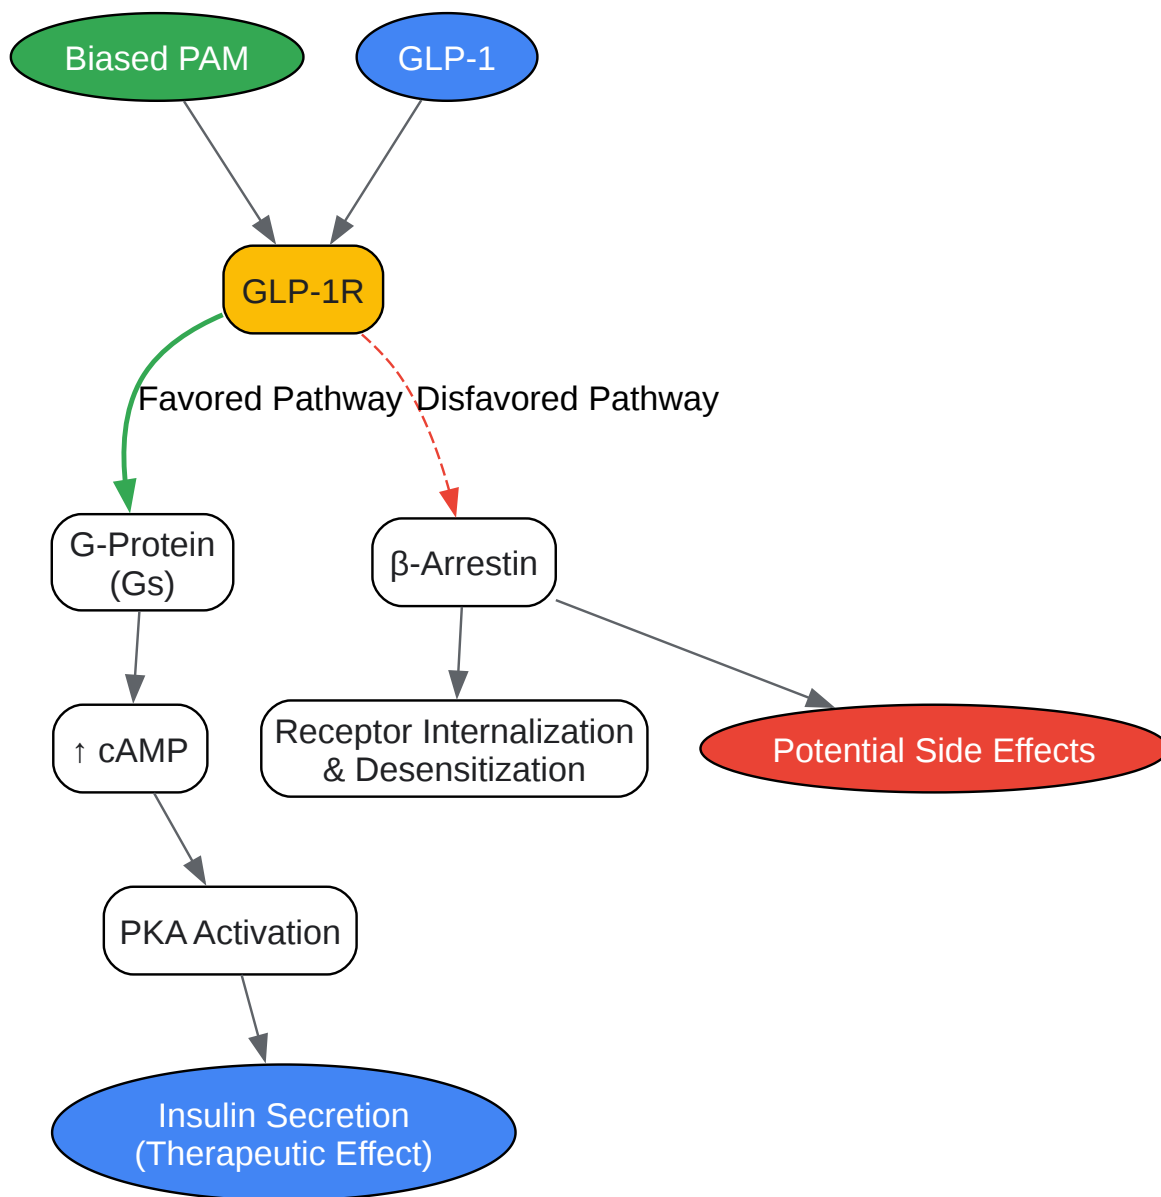 Biased PAM
GLP-1
GLP-1R
Favored Pathway
Disfavored Pathway
G-Protein
(Gs)
β-Arrestin
↑ cAMP
Receptor Internalization
& Desensitization
Potential Side Effects
PKA Activation
Insulin Secretion
(Therapeutic Effect)